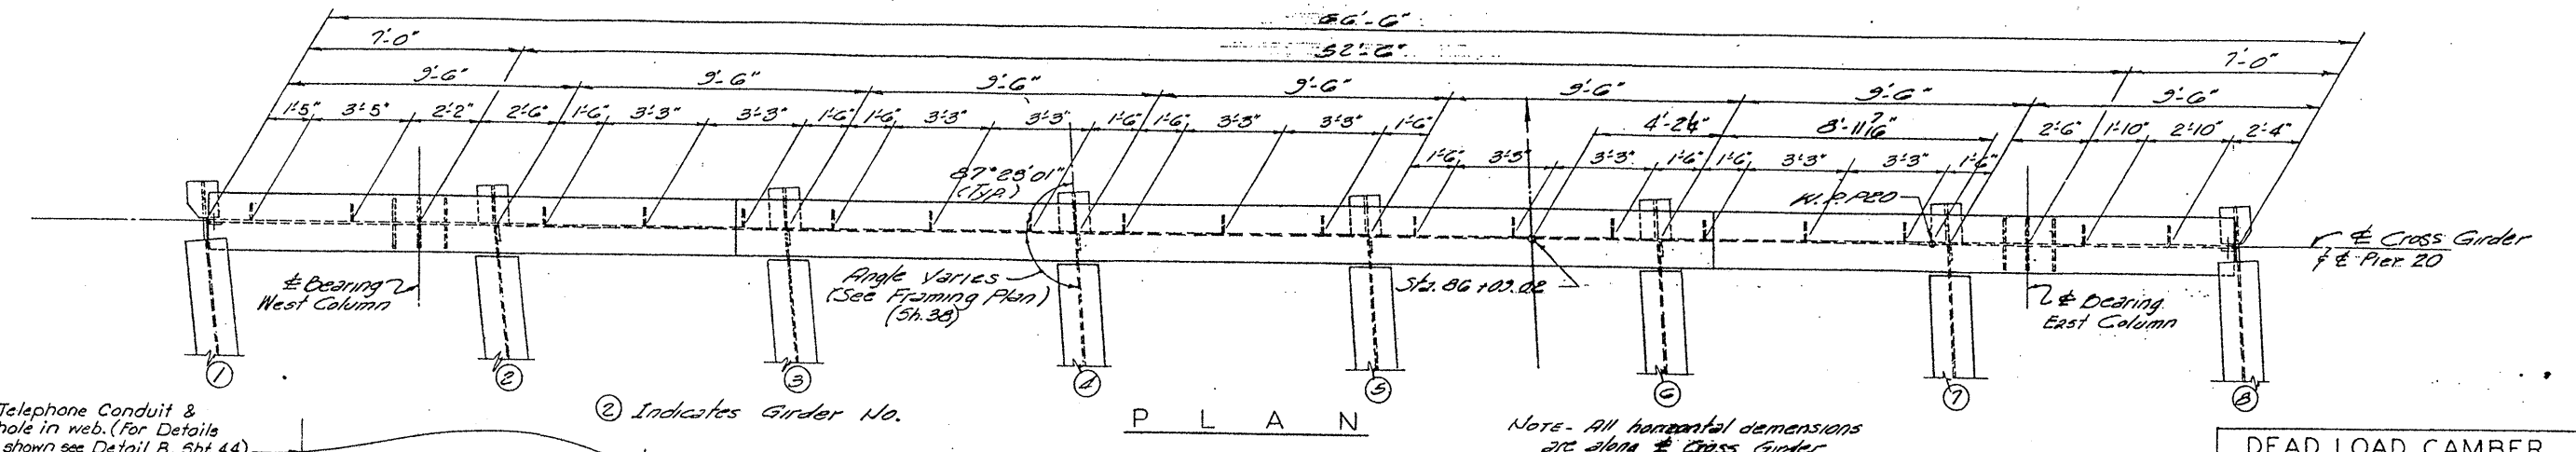 66'-6"
7'-0" 52'-6" 7'-0"
9'-6" 9'-6" 9'-6" 9'-6" 9'-6" 9'-6" 9'-6"
1'-5" 3'-5" 2'-2" 2'-6" 1'-6" 3'-3" 3'-3" 1'-6" 1'-6" 3'-3" 3'-3" 1'-6" 1'-6" 3'-3" 3'-3" 1'-6" 4'-2¼" 8'-11 7/16" 2'-6" 1'-10" 2'-10" 2'-4"
1'-6" 3'-3" 3'-3" 1'-6" 1'-6" 3'-3" 3'-3" 1'-6"
87°28'01"
(Typ.)
W.P. P20
℄ Bearing
West Column
Angle Varies
(See Framing Plan)
(Sh. 38)
Sta. 86+09.02
℄ Bearing
East Column
℄ Cross Girder
& ℄ Pier 20
1 2 3 4 5 6 7 8
Telephone Conduit &
hole in web. (For Details
shown see Detail B, Sht 44)
2 Indicates Girder No.
PLAN
NOTE- All horizontal demensions
are along ℄ Cross Girder
DEAD LOAD CAMBER